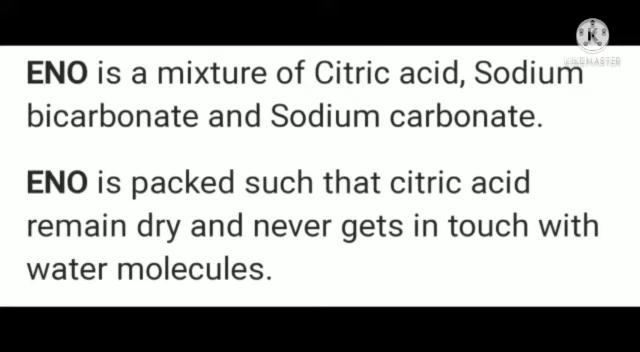 KINEMASTER
ENO is a mixture of Citric acid, Sodium
bicarbonate and Sodium carbonate.
ENO is packed such that citric acid
remain dry and never gets in touch with
water molecules.